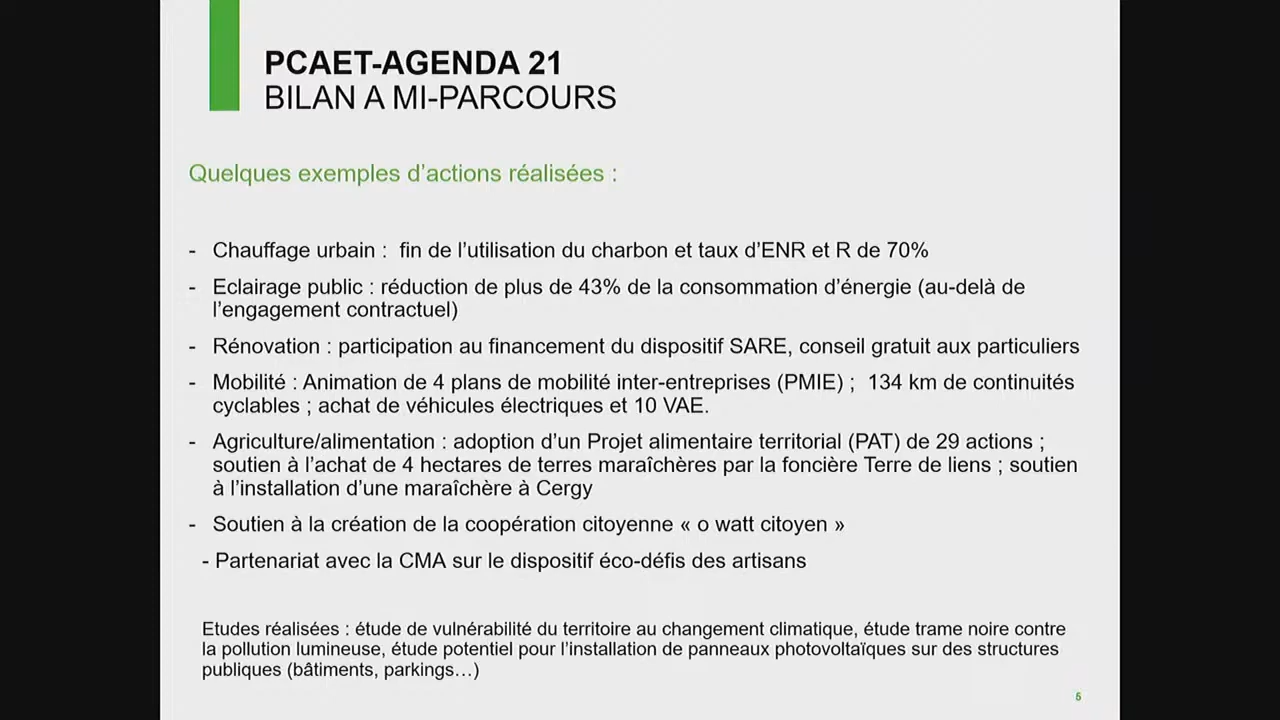 PCAET-AGENDA 21
BILAN A MI-PARCOURS
Quelques exemples d’actions réalisées :
- Chauffage urbain : fin de l’utilisation du charbon et taux d’ENR et R de 70%
- Eclairage public : réduction de plus de 43% de la consommation d’énergie (au-delà de
l’engagement contractuel)
- Rénovation : participation au financement du dispositif SARE, conseil gratuit aux particuliers
- Mobilité : Animation de 4 plans de mobilité inter-entreprises (PMIE) ; 134 km de continuités
cyclables ; achat de véhicules électriques et 10 VAE.
- Agriculture/alimentation : adoption d’un Projet alimentaire territorial (PAT) de 29 actions ;
soutien à l’achat de 4 hectares de terres maraîchères par la foncière Terre de liens ; soutien
à l’installation d’une maraîchère à Cergy
- Soutien à la création de la coopération citoyenne « o watt citoyen »
- Partenariat avec la CMA sur le dispositif éco-défis des artisans
Etudes réalisées : étude de vulnérabilité du territoire au changement climatique, étude trame noire contre
la pollution lumineuse, étude potentiel pour l’installation de panneaux photovoltaïques sur des structures
publiques (bâtiments, parkings…)
5